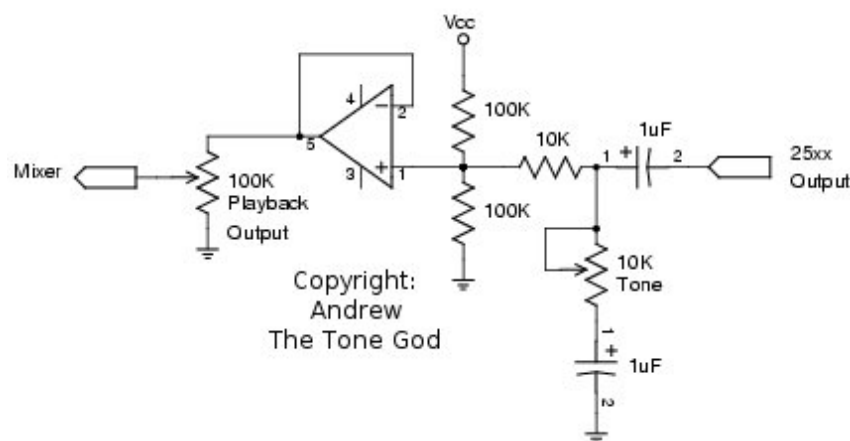 Vcc
4
2
100K
10K
1
1uF
2
25xx
Output
5
Mixer
100K
Playback
Output
3
1
100K
10K
Tone
Copyright:
Andrew
The Tone God
1
1uF
2